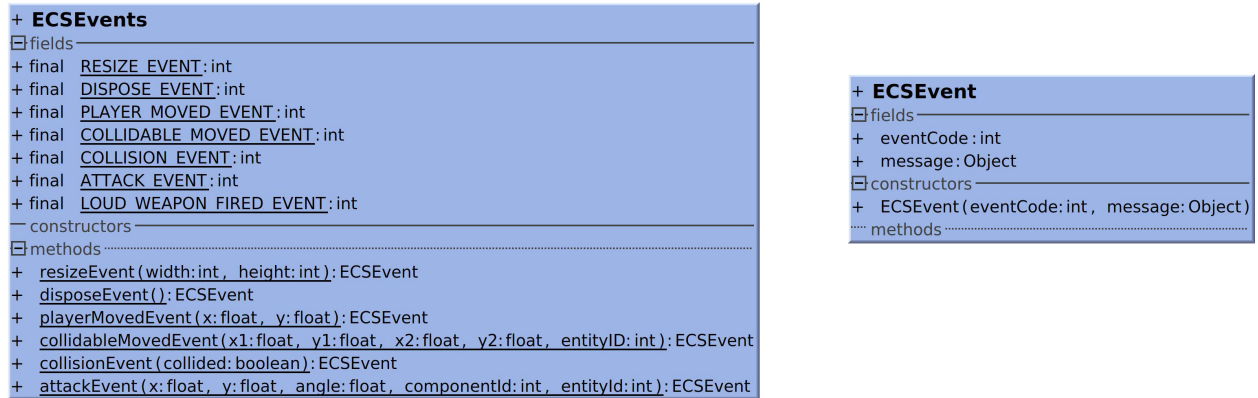 + ECSEvents
fields
+ final RESIZE_EVENT: int
+ final DISPOSE_EVENT: int
+ final PLAYER_MOVED_EVENT: int
+ final COLLIDABLE_MOVED_EVENT: int
+ final COLLISION_EVENT: int
+ final ATTACK_EVENT: int
+ final LOUD_WEAPON_FIRED_EVENT: int
constructors
methods
+ resizeEvent(width: int, height: int): ECSEvent
+ disposeEvent(): ECSEvent
+ playerMovedEvent(x: float, y: float): ECSEvent
+ collidableMovedEvent(x1: float, y1: float, x2: float, y2: float, entityID: int): ECSEvent
+ collisionEvent(collided: boolean): ECSEvent
+ attackEvent(x: float, y: float, angle: float, componentId: int, entityId: int): ECSEvent
+ ECSEvent
fields
+ eventCode: int
+ message: Object
constructors
+ ECSEvent(eventCode: int, message: Object)
methods